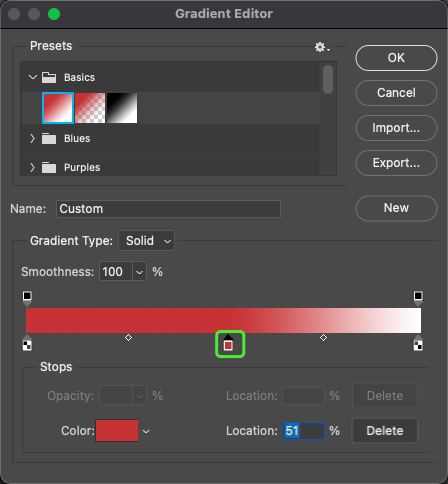 Gradient Editor
Presets
Basics
Blues
Purples
OK
Cancel
Import...
Export...
Name: Custom
New
Gradient Type: Solid
Smoothness: 100 %
Stops
Opacity: % Location: % Delete
Color: Location: 51 % Delete